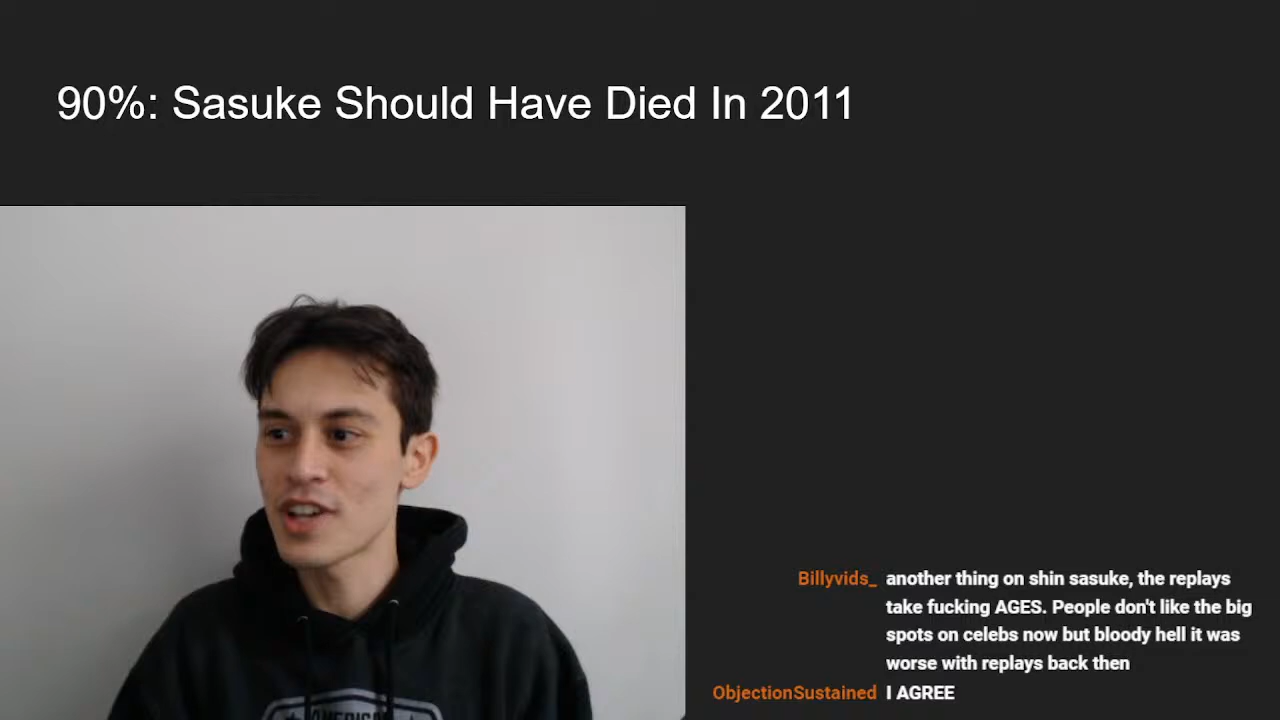 90%: Sasuke Should Have Died In 2011
Billyvids_ another thing on shin sasuke, the replays
take fucking AGES. People don't like the big
spots on celebs now but bloody hell it was
worse with replays back then
ObjectionSustained I AGREE
AMERICAN